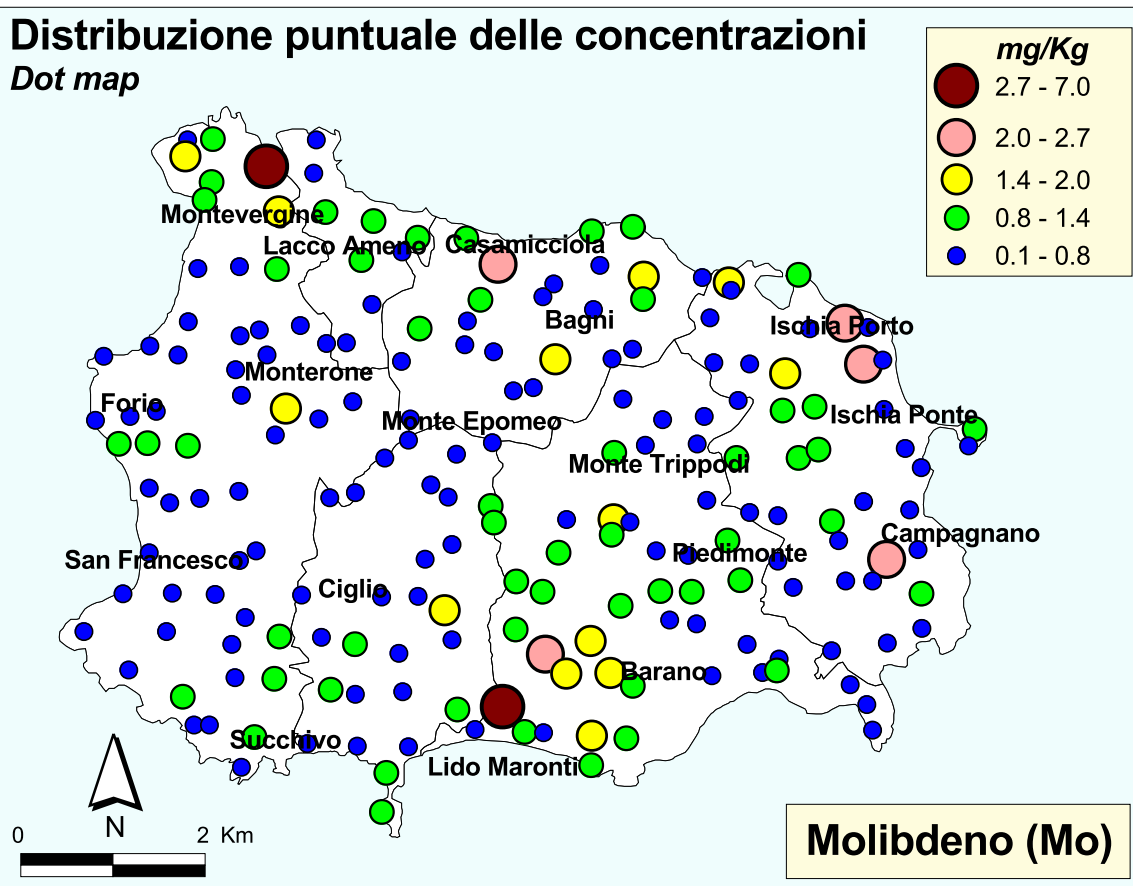 Distribuzione puntuale delle concentrazioni
Dot map
mg/Kg
2.7 - 7.0
2.0 - 2.7
1.4 - 2.0
0.8 - 1.4
0.1 - 0.8
Montevergine
Lacco Ameno
Casamicciola
Bagni
Ischia Porto
Monterone
Forio
Monte Epomeo
Ischia Ponte
Monte Trippodi
Campagnano
San Francesco
Piedimonte
Ciglio
Barano
Succhivo
Lido Maronti
N
0 2 Km
Molibdeno (Mo)